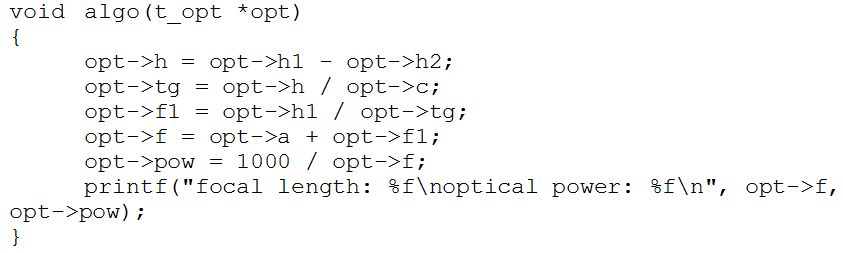 void algo(t_opt *opt)
{
opt->h = opt->h1 - opt->h2;
opt->tg = opt->h / opt->c;
opt->f1 = opt->h1 / opt->tg;
opt->f = opt->a + opt->f1;
opt->pow = 1000 / opt->f;
printf("focal length: %f\noptical power: %f\n", opt->f,
opt->pow);
}